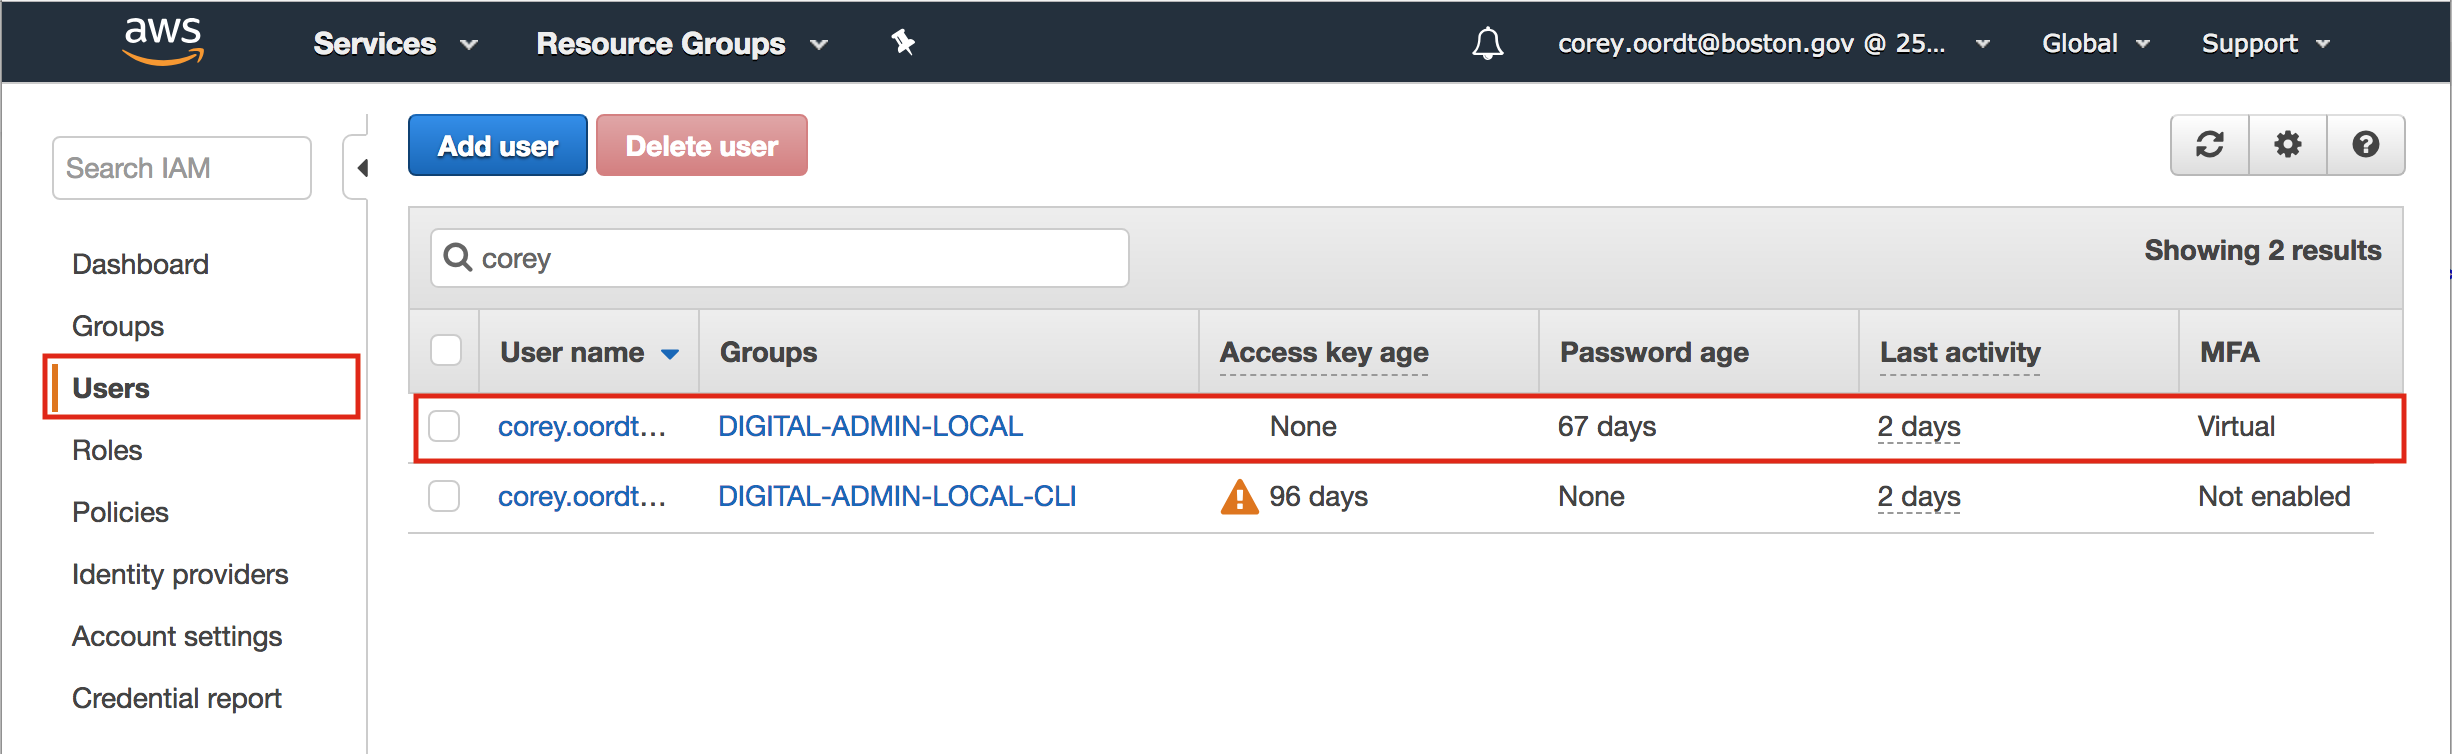 aws Services Resource Groups corey.oordt@boston.gov @ 25... Global Support
Search IAM
Dashboard
Groups
Users
Roles
Policies
Identity providers
Account settings
Credential report
Add user Delete user
corey Showing 2 results
User name Groups Access key age Password age Last activity MFA
corey.oordt... DIGITAL-ADMIN-LOCAL None 67 days 2 days Virtual
corey.oordt... DIGITAL-ADMIN-LOCAL-CLI 96 days None 2 days Not enabled